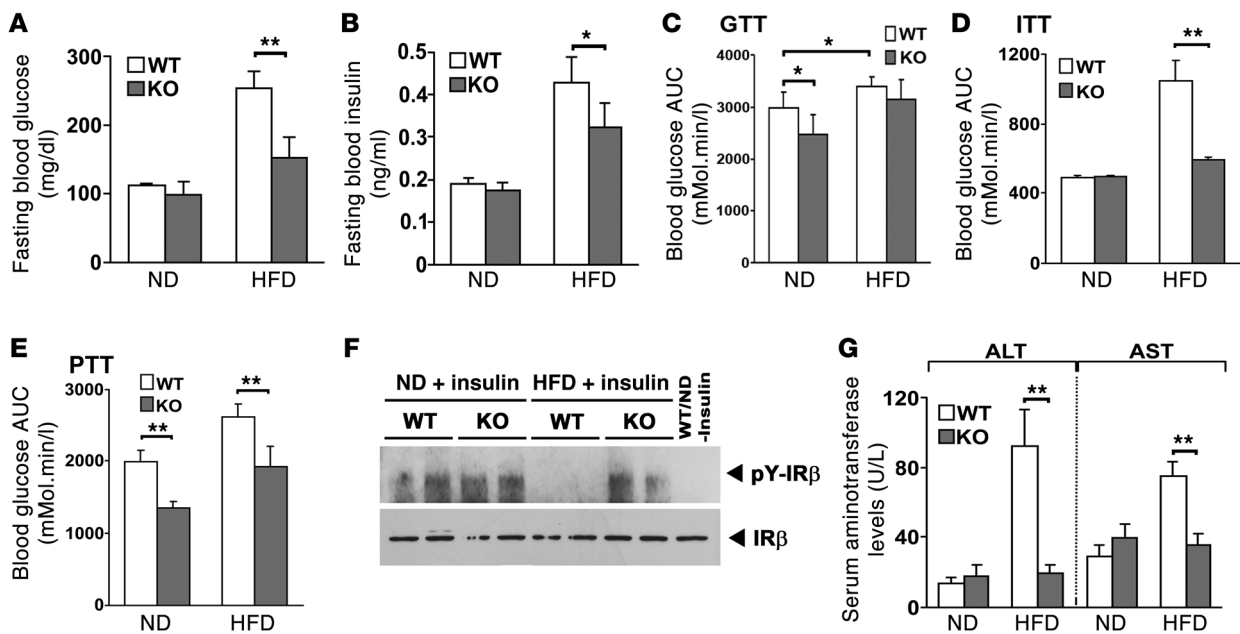 A
Fasting blood glucose
(mg/dl)
300
200
100
0
WT
KO
**
ND
HFD
B
Fasting blood insulin
(ng/ml)
0.5
0.4
0.3
0.2
0.1
0
WT
KO
*
ND
HFD
C
GTT
Blood glucose AUC
(mMol.min/l)
4000
3000
2000
1000
0
WT
KO
*
*
ND
HFD
D
ITT
Blood glucose AUC
(mMol.min/l)
1200
800
400
0
WT
KO
**
ND
HFD
E
PTT
Blood glucose AUC
(mMol.min/l)
3000
2000
1000
0
WT
KO
**
**
ND
HFD
F
ND + insulin
HFD + insulin
WT/ND
-Insulin
WT
KO
WT
KO
◄ pY-IRβ
◄ IRβ
G
ALT
AST
Serum aminotransferase
levels (U/L)
120
80
40
0
WT
KO
**
**
ND
HFD
ND
HFD